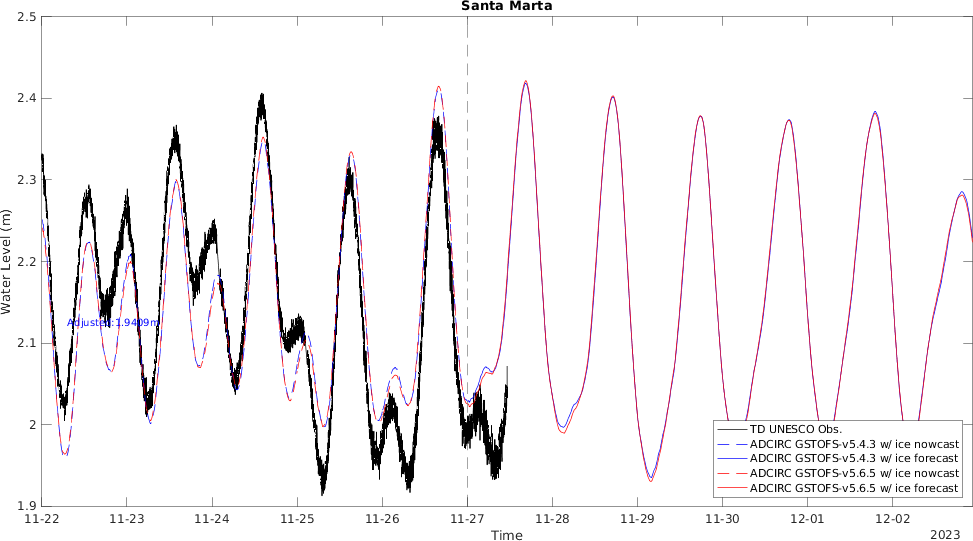 Santa Marta
2.5
2.4
2.3
2.2
2.1
2
1.9
Water Level (m)
Adjusted:1.9409m
TD UNESCO Obs.
ADCIRC GSTOFS-v5.4.3 w/ ice nowcast
ADCIRC GSTOFS-v5.4.3 w/ ice forecast
ADCIRC GSTOFS-v5.6.5 w/ ice nowcast
ADCIRC GSTOFS-v5.6.5 w/ ice forecast
11-22 11-23 11-24 11-25 11-26 11-27 11-28 11-29 11-30 12-01 12-02
Time
2023